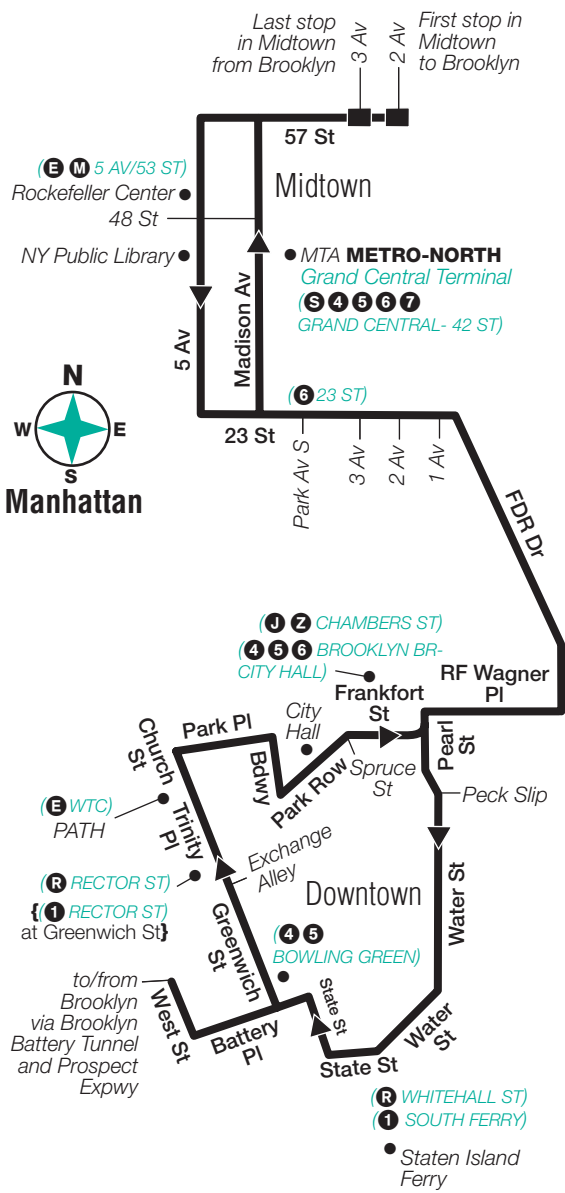 Last stop
in Midtown
from Brooklyn
3 Av
2 Av
First stop in
Midtown
to Brooklyn
57 St
(E M 5 AV/53 ST)
Rockefeller Center
48 St
NY Public Library
Midtown
MTA METRO-NORTH
Grand Central Terminal
(S 4 5 6 7
GRAND CENTRAL- 42 ST)
5 Av
Madison Av
(6 23 ST)
23 St
Park Av S
3 Av
2 Av
1 Av
N
W E
S
Manhattan
FDR Dr
(J Z CHAMBERS ST)
(4 5 6 BROOKLYN BR-
CITY HALL)
Frankfort
St
RF Wagner
Pl
City
Hall
Park Pl
Church
St
Bdwy
Park Row
Spruce
St
Pearl
St
Peck Slip
(E WTC)
PATH
Trinity
Pl
Exchange
Alley
(R RECTOR ST)
{(1 RECTOR ST)
at Greenwich St}
Downtown
Water St
Greenwich
St
(4 5
BOWLING GREEN)
to/from
Brooklyn
via Brooklyn
Battery Tunnel
and Prospect
Expwy
West St
Battery
Pl
State St
State St
Water
St
(R WHITEHALL ST)
(1 SOUTH FERRY)
Staten Island
Ferry